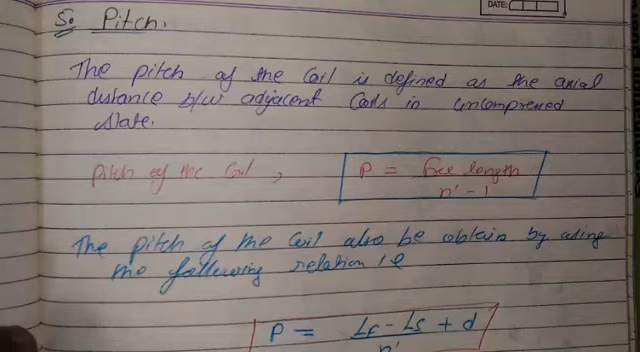 DATE:
5. Pitch.
The pitch of the Coil is defined as the axial
distance b/w adjacent Coils in Uncompressed
state.
Pitch of the Coil, P = free length
n' - 1
The pitch of the Coil also be obtain by using
the following relation i.e
P = LF - LS + d
n'